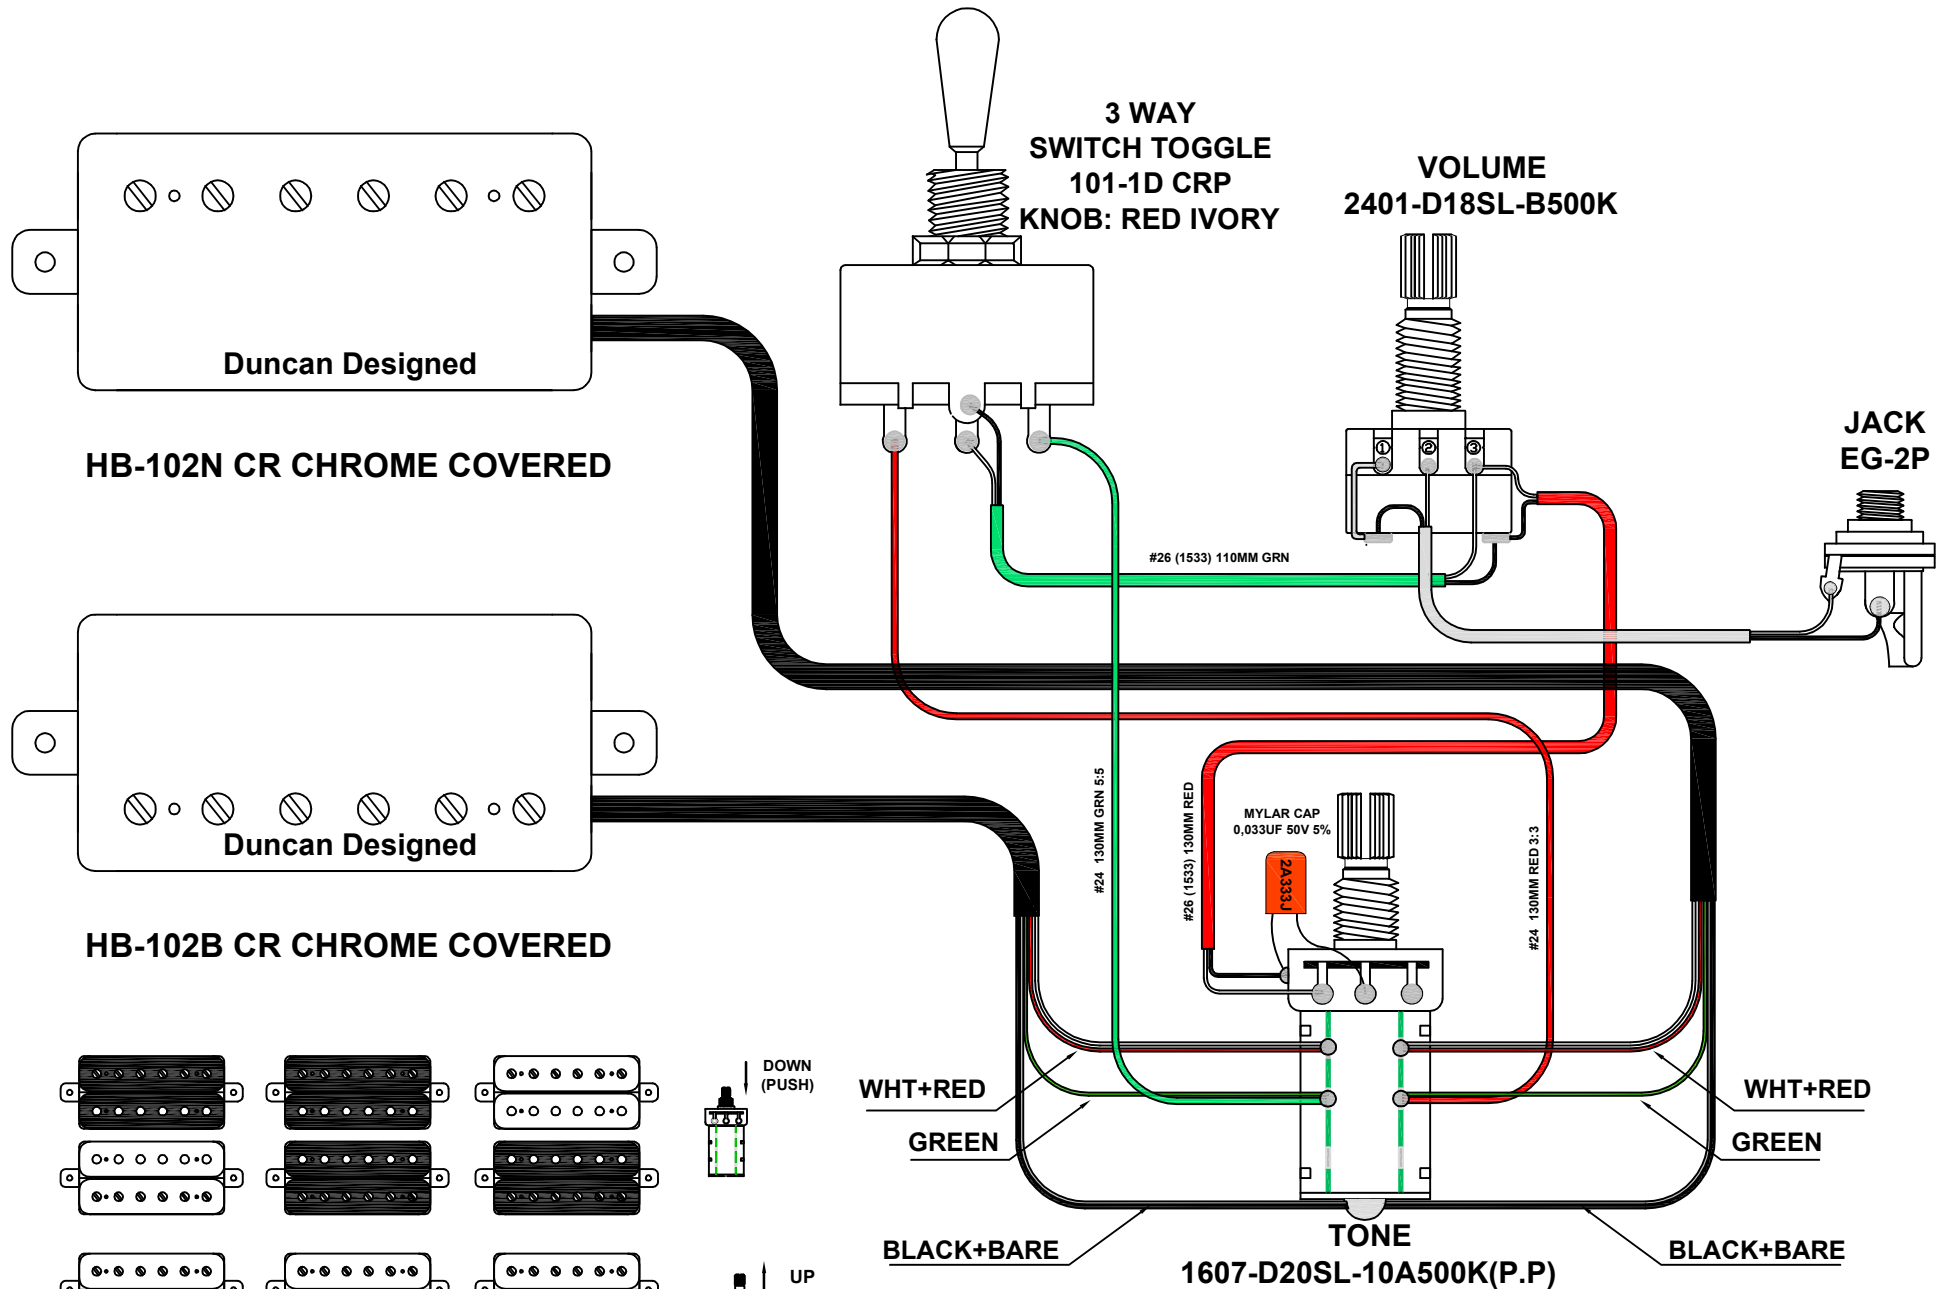 3 WAY
SWITCH TOGGLE
101-1D CRP
KNOB: RED IVORY
VOLUME
2401-D18SL-B500K
JACK
EG-2P
Duncan Designed
HB-102N CR CHROME COVERED
1
2
3
#26 (1533) 110MM GRN
Duncan Designed
HB-102B CR CHROME COVERED
#24 130MM GRN 5:5
#26 (1533) 130MM RED
MYLAR CAP
0,033UF 50V 5%
2A333J
#24 130MM RED 3:3
DOWN
(PUSH)
WHT+RED
WHT+RED
GREEN
GREEN
BLACK+BARE
BLACK+BARE
TONE
1607-D20SL-10A500K(P.P)
UP